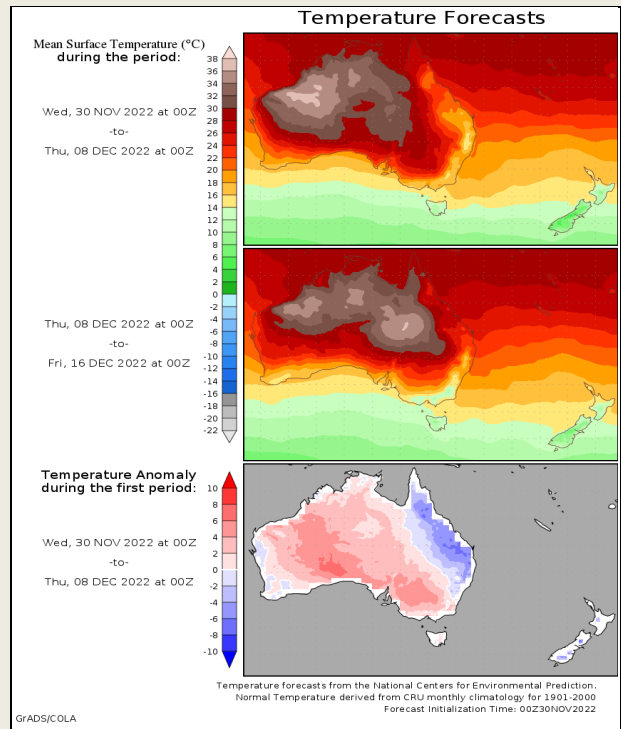 Temperature Forecasts
Mean Surface Temperature (°C)
during the period:
Wed, 30 NOV 2022 at 00Z
-to-
Thu, 08 DEC 2022 at 00Z
38
36
34
32
30
28
26
24
22
20
18
16
14
12
10
8
6
4
2
0
-2
-4
-6
-8
-10
-12
-14
-16
-18
-20
-22
Thu, 08 DEC 2022 at 00Z
-to-
Fri, 16 DEC 2022 at 00Z
Temperature Anomaly
during the first period:
Wed, 30 NOV 2022 at 00Z
-to-
Thu, 08 DEC 2022 at 00Z
10
8
6
4
2
0
-2
-4
-6
-8
-10
Temperature forecasts from the National Centers for Environmental Prediction.
Normal Temperature derived from CRU monthly climatology for 1901-2000
Forecast Initialization Time: 00Z30NOV2022
GrADS/COLA